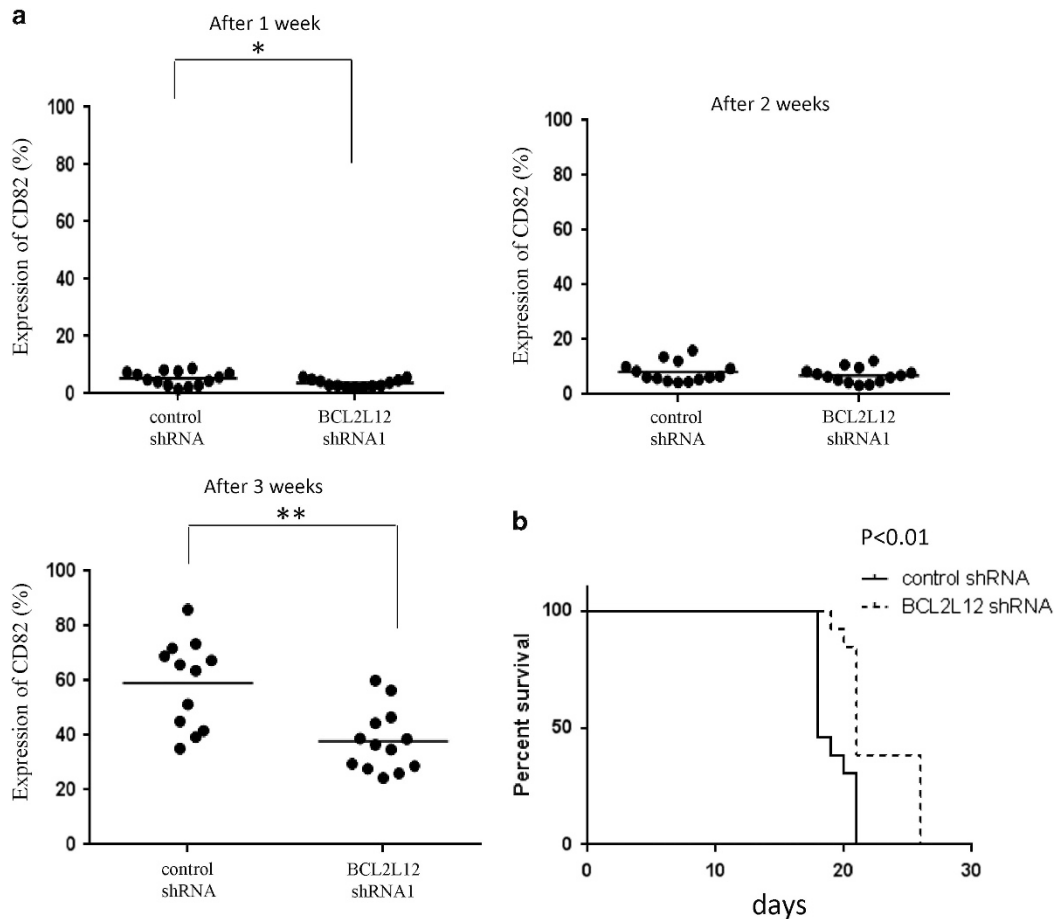 a
After 1 week
*
Expression of CD82 (%)
100
80
60
40
20
0
control
shRNA
BCL2L12
shRNA1
After 2 weeks
Expression of CD82 (%)
100
80
60
40
20
0
control
shRNA
BCL2L12
shRNA1
After 3 weeks
**
Expression of CD82 (%)
100
80
60
40
20
0
control
shRNA
BCL2L12
shRNA1
b
P<0.01
control shRNA
BCL2L12 shRNA
Percent survival
100
50
0
0
10
20
30
days